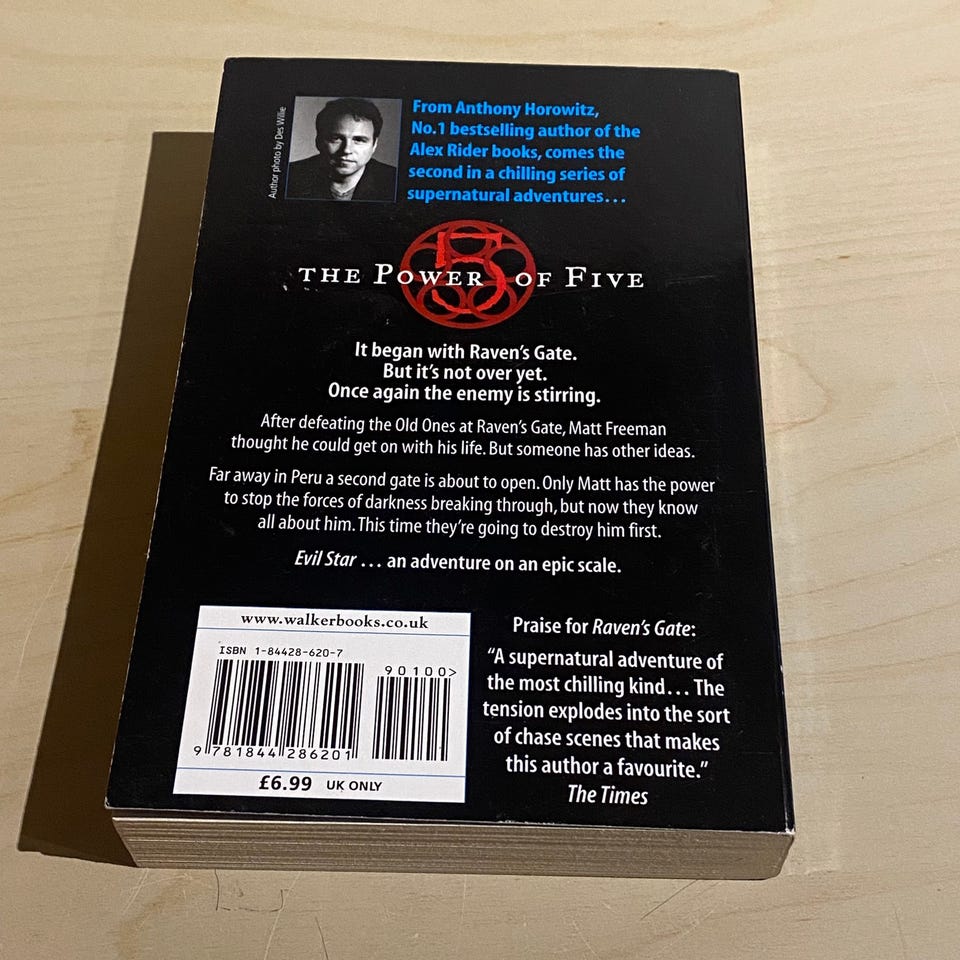 Author photo by Des Willie
From Anthony Horowitz,
No.1 bestselling author of the
Alex Rider books, comes the
second in a chilling series of
supernatural adventures...
5
THE POWER OF FIVE
It began with Raven's Gate.
But it's not over yet.
Once again the enemy is stirring.
After defeating the Old Ones at Raven's Gate, Matt Freeman
thought he could get on with his life. But someone has other ideas.
Far away in Peru a second gate is about to open. Only Matt has the power
to stop the forces of darkness breaking through, but now they know
all about him. This time they're going to destroy him first.
Evil Star ... an adventure on an epic scale.
www.walkerbooks.co.uk
ISBN 1-84428-620-7
90100>
9 781844 286201
£6.99 UK ONLY
Praise for Raven's Gate:
"A supernatural adventure of
the most chilling kind... The
tension explodes into the sort
of chase scenes that makes
this author a favourite."
The Times